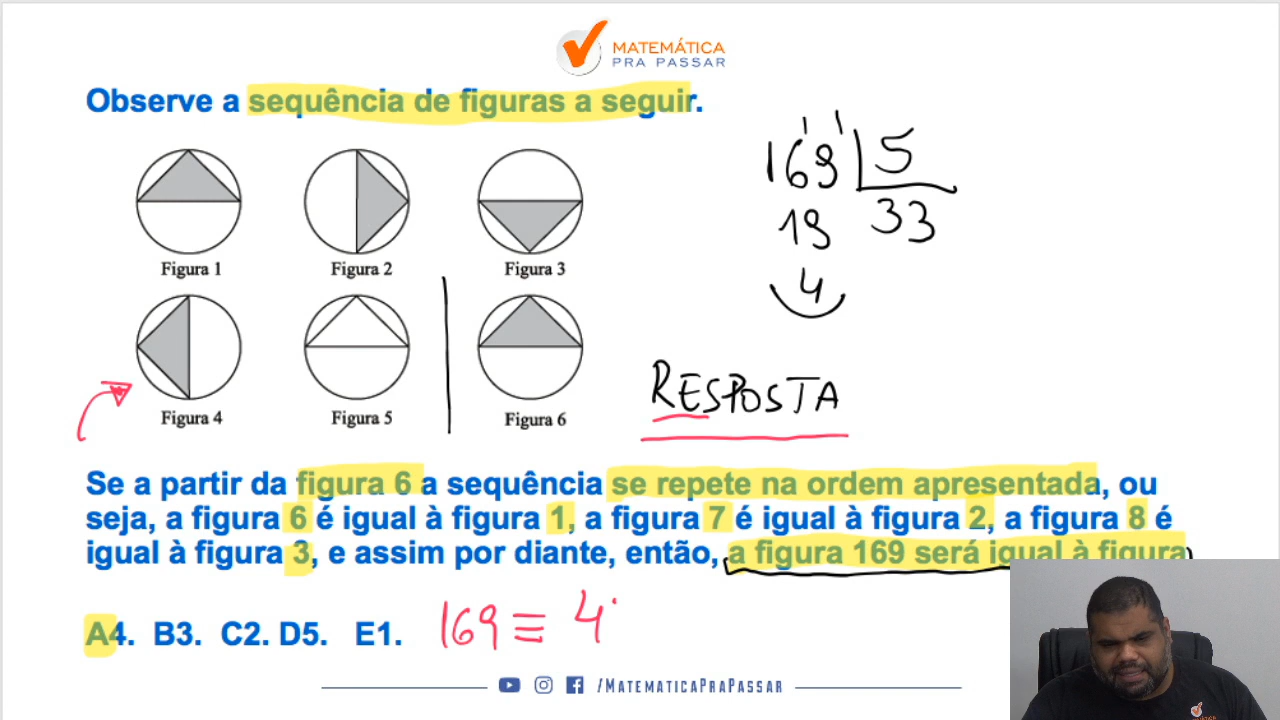 MATEMÁTICA
PRA PASSAR
Observe a sequência de figuras a seguir.
Figura 1
Figura 2
Figura 3
Figura 4
Figura 5
Figura 6
169 5
19 33
4
RESPOSTA
Se a partir da figura 6 a sequência se repete na ordem apresentada, ou
seja, a figura 6 é igual à figura 1, a figura 7 é igual à figura 2, a figura 8 é
igual à figura 3, e assim por diante, então, a figura 169 será igual à figura
A4. B3. C2. D5. E1.
169 ≡ 4
/MATEMATICAPRAPASSAR